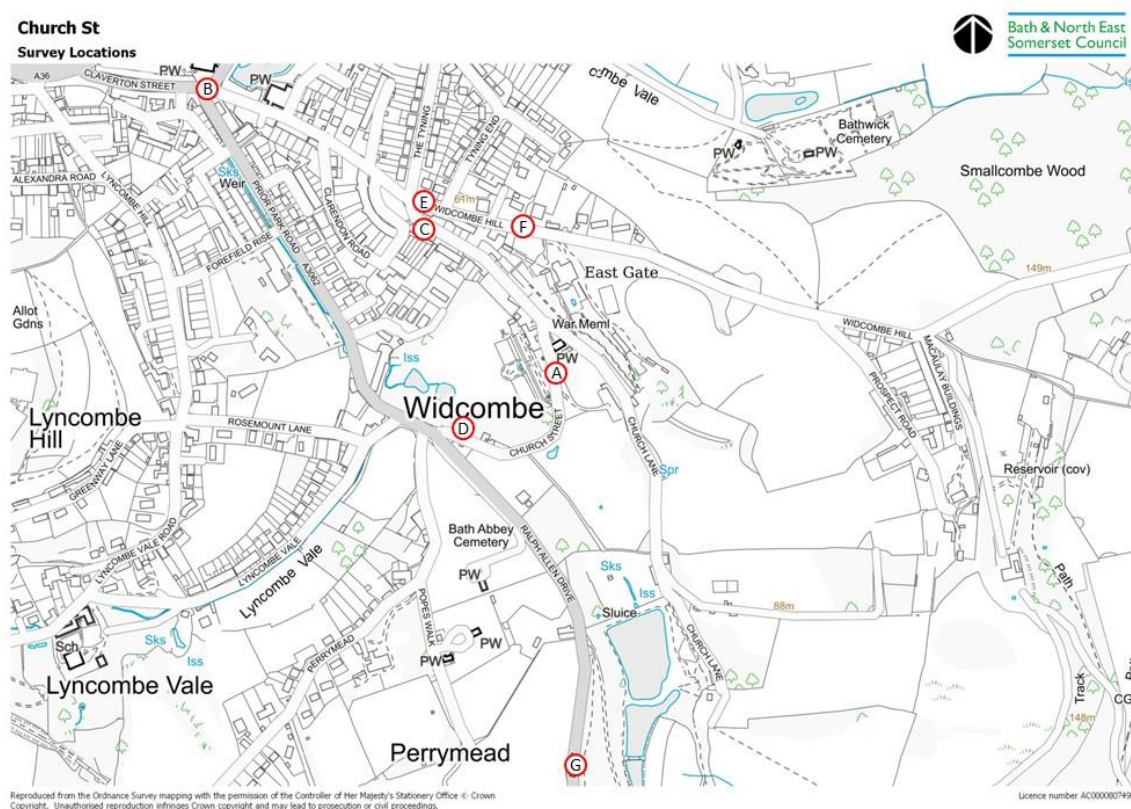 Church St
Survey Locations
Bath & North East
Somerset Council
A36
CLAVERTON STREET
PW
B
PW
THE TYNING
TYNING END
Bathwick
Cemetery
PW
PW
Smallcombe Wood
ALEXANDRA ROAD
LYNCOMBE HILL
Sks
Weir
PRIOR PARK ROAD
CLARENDON ROAD
E
61m
WIDCOMBE HILL
C
F
FOREFIELD RISE
A3062
East Gate
149m
Allot
Gdns
War Meml
WIDCOMBE HILL
MACAULAY BUILDINGS
PROSPECT ROAD
Iss
PW
A
Lyncombe
Hill
ROSEMOUNT LANE
Widcombe
D
CHURCH STREET
CHURCH LANE
Spr
GREENWAY LANE
Reservoir (cov)
LYNCOMBE VALE ROAD
LYNCOMBE VALE
Lyncombe Vale
Bath Abbey
Cemetery
RALPH ALLEN DRIVE
PW
Sks
Iss
Sluice
88m
Path
POPES WALK
PERRYMEAD
PW
PW
CHURCH LANE
Sch
Sks
Iss
Lyncombe Vale
Track
CG
148m
Perrymead
G
Reproduced from the Ordnance Survey mapping with the permission of the Controller of Her Majesty's Stationery Office © Crown
Copyright. Unauthorised reproduction infringes Crown copyright and may lead to prosecution or civil proceedings.